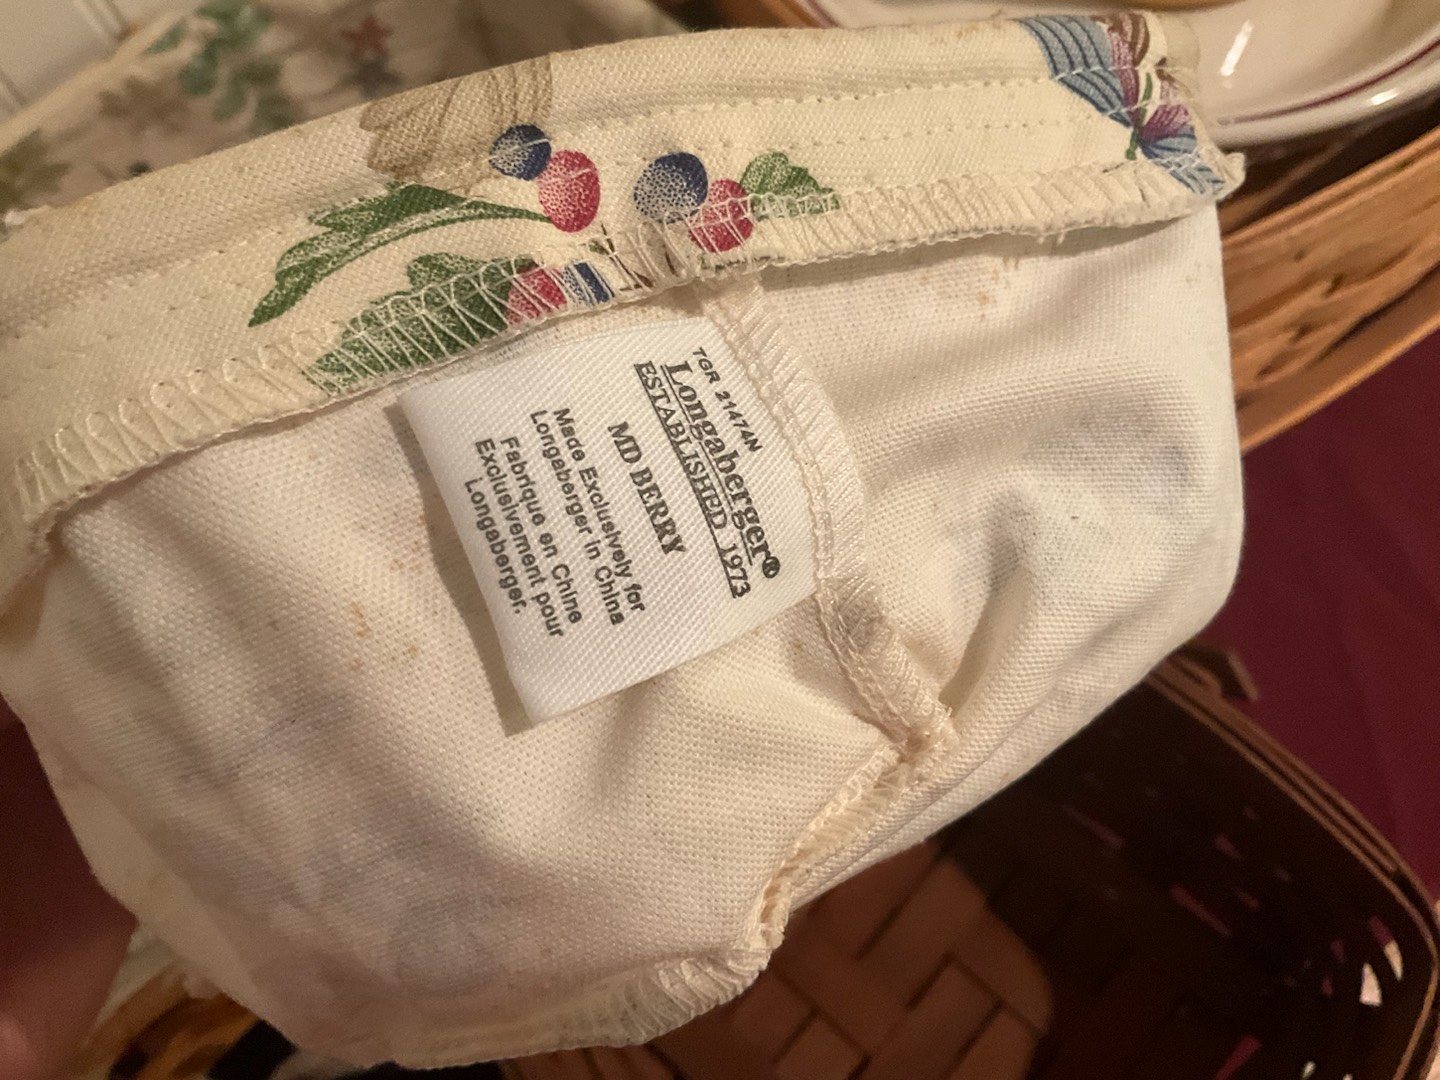 TGR 21474N
Longaberger®
ESTABLISHED 1973
MD BERRY
Made Exclusively for
Longaberger in China
Fabrique en Chine
Exclusivement pour
Longaberger.